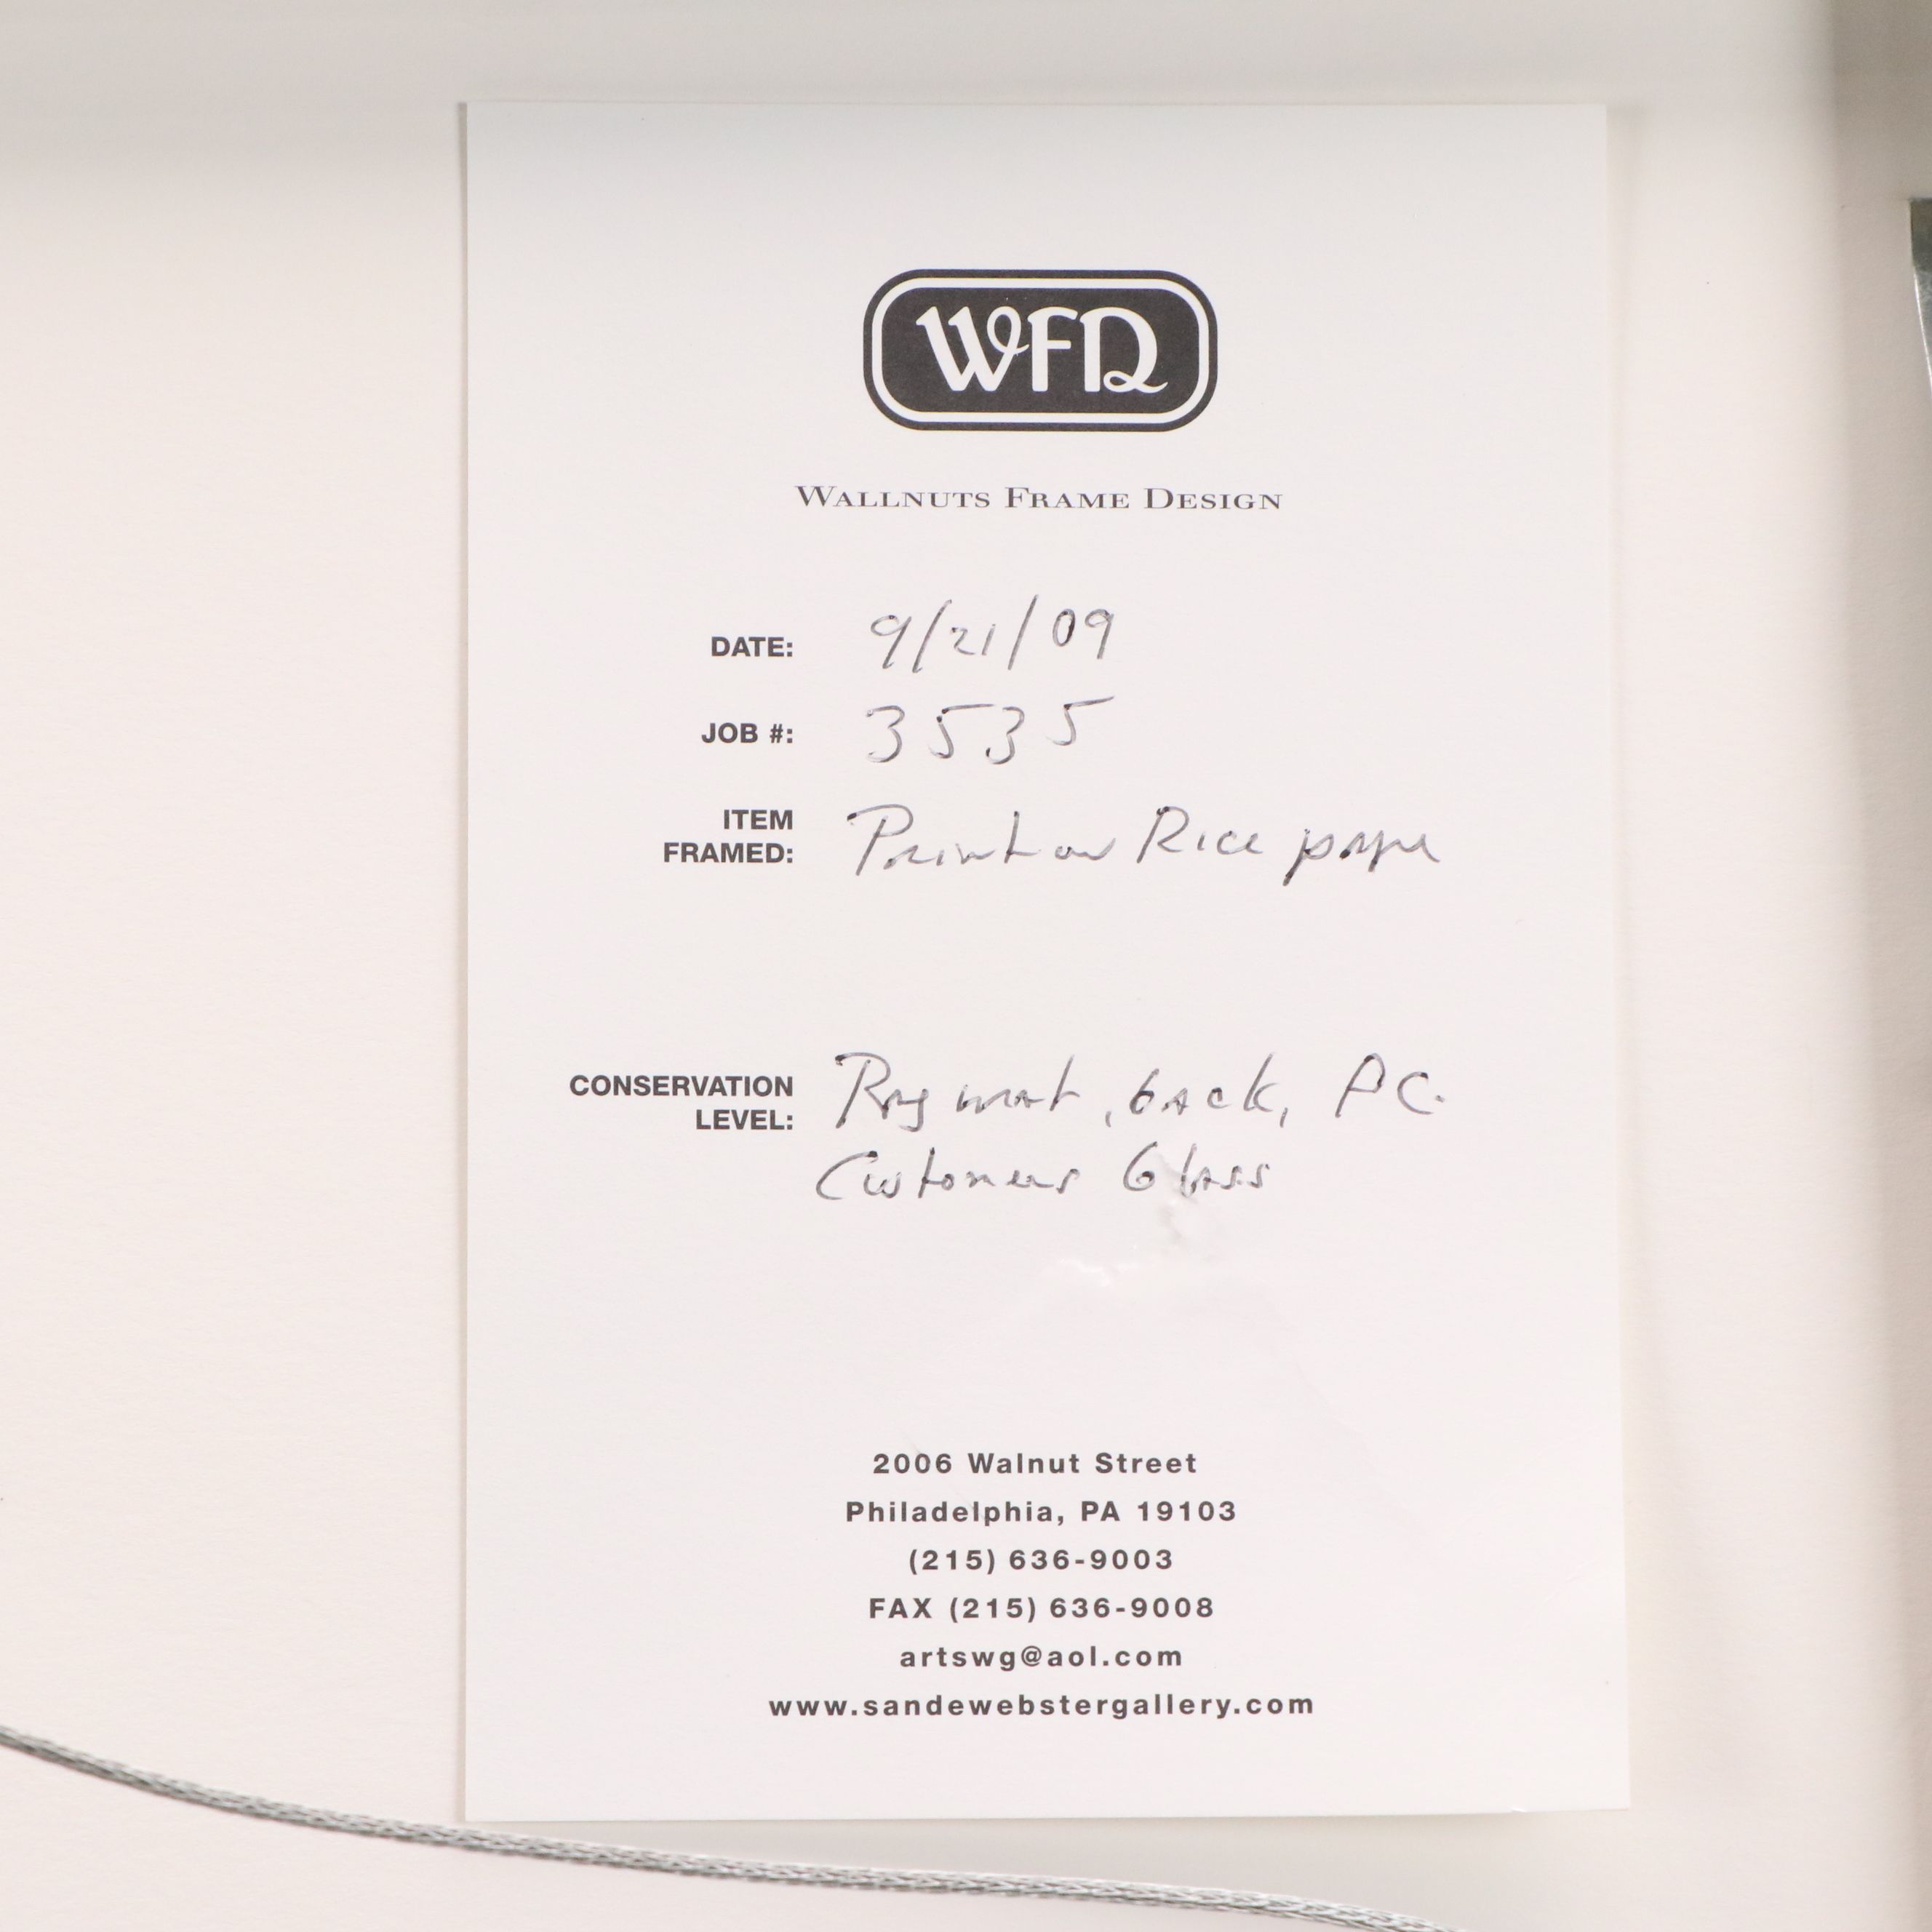 WFD
WALLNUTS FRAME DESIGN
DATE: 9/21/09
JOB #: 3535
ITEM
FRAMED: Print on Rice paper
CONSERVATION
LEVEL: Rag mat, back, PC.
Customers Glass
2006 Walnut Street
Philadelphia, PA 19103
(215) 636-9003
FAX (215) 636-9008
artswg@aol.com
www.sandewebstergallery.com